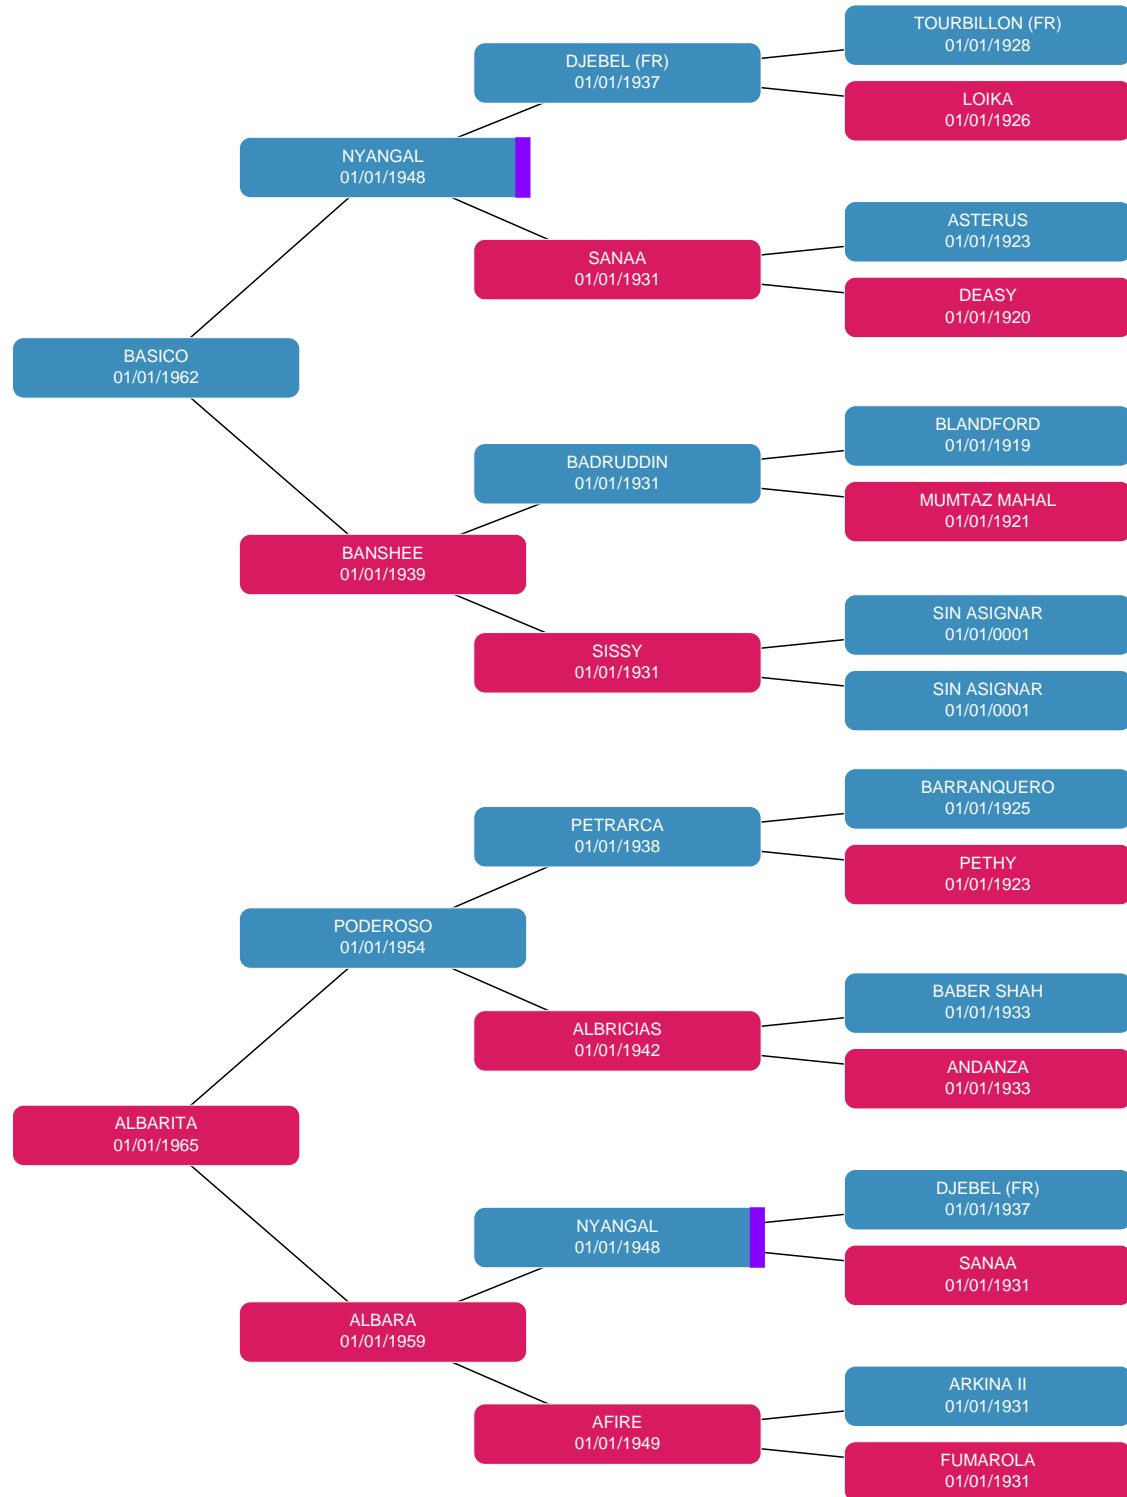 TOURBILLON (FR)
01/01/1928
DJEBEL (FR)
01/01/1937
LOIKA
01/01/1926
NYANGAL
01/01/1948
ASTERUS
01/01/1923
SANAA
01/01/1931
DEASY
01/01/1920
BASICO
01/01/1962
BLANDFORD
01/01/1919
BADRUDDIN
01/01/1931
MUMTAZ MAHAL
01/01/1921
BANSHEE
01/01/1939
SIN ASIGNAR
01/01/0001
SISSY
01/01/1931
SIN ASIGNAR
01/01/0001
BARRANQUERO
01/01/1925
PETRARCA
01/01/1938
PETHY
01/01/1923
PODEROSO
01/01/1954
BABER SHAH
01/01/1933
ALBRICIAS
01/01/1942
ANDANZA
01/01/1933
ALBARITA
01/01/1965
DJEBEL (FR)
01/01/1937
NYANGAL
01/01/1948
SANAA
01/01/1931
ALBARA
01/01/1959
ARKINA II
01/01/1931
AFIRE
01/01/1949
FUMAROLA
01/01/1931